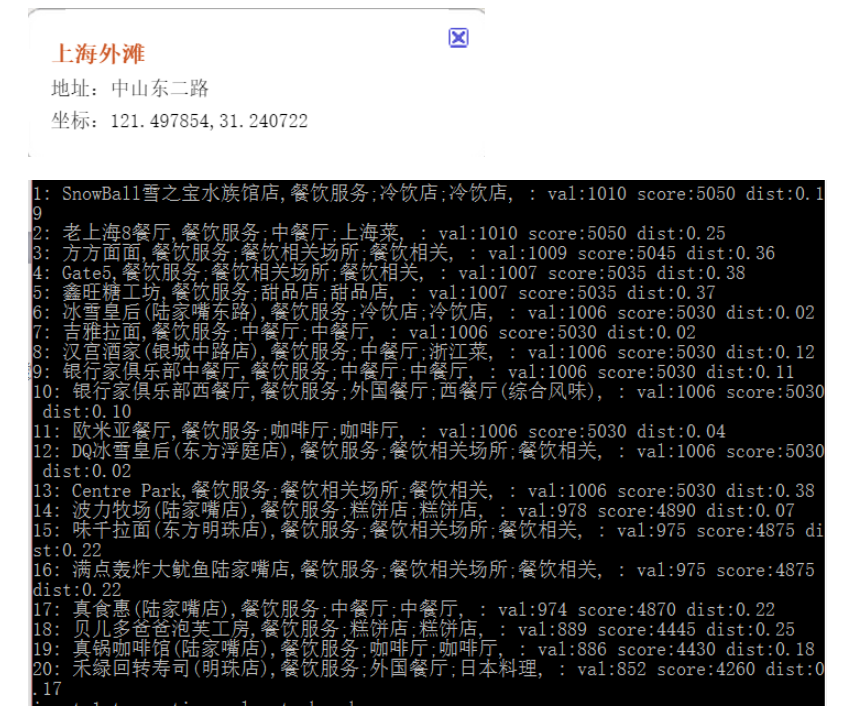 上海外滩
地址：中山东二路
坐标：121.497854,31.240722
1: SnowBall雪之宝水族馆店,餐饮服务;冷饮店;冷饮店, : val:1010 score:5050 dist:0.1
9
2: 老上海8餐厅,餐饮服务;中餐厅;上海菜, : val:1010 score:5050 dist:0.25
3: 方方面面,餐饮服务;餐饮相关场所;餐饮相关, : val:1009 score:5045 dist:0.36
4: Gate5,餐饮服务;餐饮相关场所;餐饮相关, : val:1007 score:5035 dist:0.38
5: 鑫旺糖工坊,餐饮服务;甜品店;甜品店, : val:1007 score:5035 dist:0.37
6: 冰雪皇后(陆家嘴东路),餐饮服务;冷饮店;冷饮店, : val:1006 score:5030 dist:0.02
7: 吉雅拉面,餐饮服务;中餐厅;中餐厅, : val:1006 score:5030 dist:0.02
8: 汉宫酒家(银城中路店),餐饮服务;中餐厅;浙江菜, : val:1006 score:5030 dist:0.12
9: 银行家俱乐部中餐厅,餐饮服务;中餐厅;中餐厅, : val:1006 score:5030 dist:0.11
10: 银行家俱乐部西餐厅,餐饮服务;外国餐厅;西餐厅(综合风味), : val:1006 score:5030
dist:0.10
11: 欧米亚餐厅,餐饮服务;咖啡厅;咖啡厅, : val:1006 score:5030 dist:0.04
12: DQ冰雪皇后(东方浮庭店),餐饮服务;餐饮相关场所;餐饮相关, : val:1006 score:5030
dist:0.02
13: Centre Park,餐饮服务;餐饮相关场所;餐饮相关, : val:1006 score:5030 dist:0.38
14: 波力牧场(陆家嘴店),餐饮服务;糕饼店;糕饼店, : val:978 score:4890 dist:0.07
15: 味千拉面(东方明珠店),餐饮服务;餐饮相关场所;餐饮相关, : val:975 score:4875 di
st:0.22
16: 满点轰炸大鱿鱼陆家嘴店,餐饮服务;餐饮相关场所;餐饮相关, : val:975 score:4875
dist:0.22
17: 真食惠(陆家嘴店),餐饮服务;中餐厅;中餐厅, : val:974 score:4870 dist:0.22
18: 贝儿多爸爸泡芙工房,餐饮服务;糕饼店;糕饼店, : val:889 score:4445 dist:0.25
19: 真锅咖啡馆(陆家嘴店),餐饮服务;咖啡厅;咖啡厅, : val:886 score:4430 dist:0.18
20: 禾绿回转寿司(明珠店),餐饮服务;外国餐厅;日本料理, : val:852 score:4260 dist:0
.17